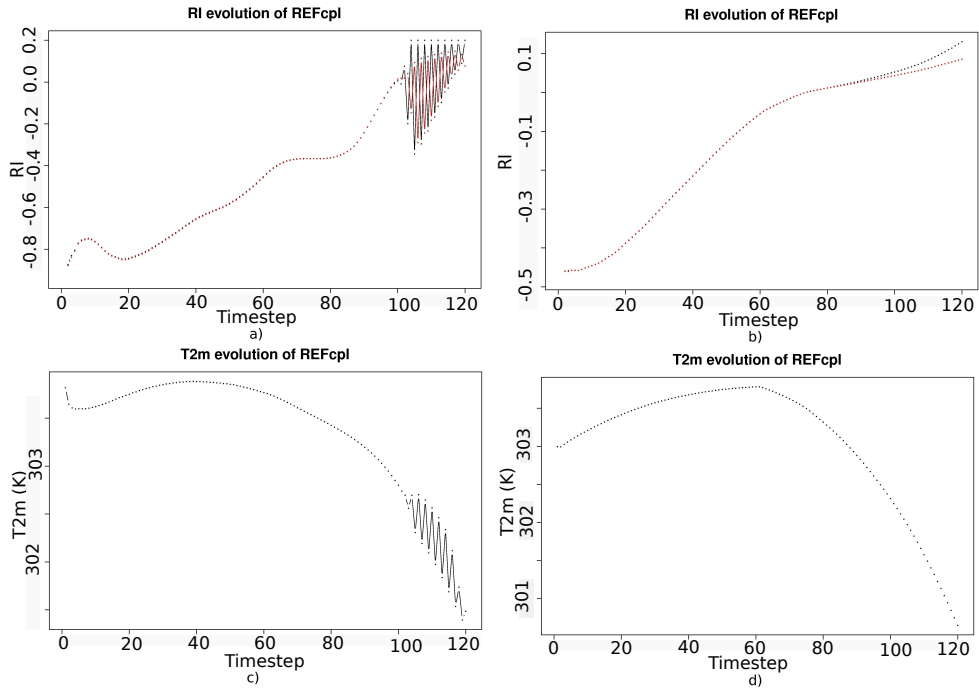 RI evolution of REFcpl
RI
0.2
0.0
-0.2
-0.4
-0.6
-0.8
0 20 40 60 80 100 120
Timestep
a)
RI evolution of REFcpl
RI
0.1
-0.1
-0.3
-0.5
0 20 40 60 80 100 120
Timestep
b)
T2m evolution of REFcpl
T2m (K)
303
302
0 20 40 60 80 100 120
Timestep
c)
T2m evolution of REFcpl
T2m (K)
303
302
301
0 20 40 60 80 100 120
Timestep
d)